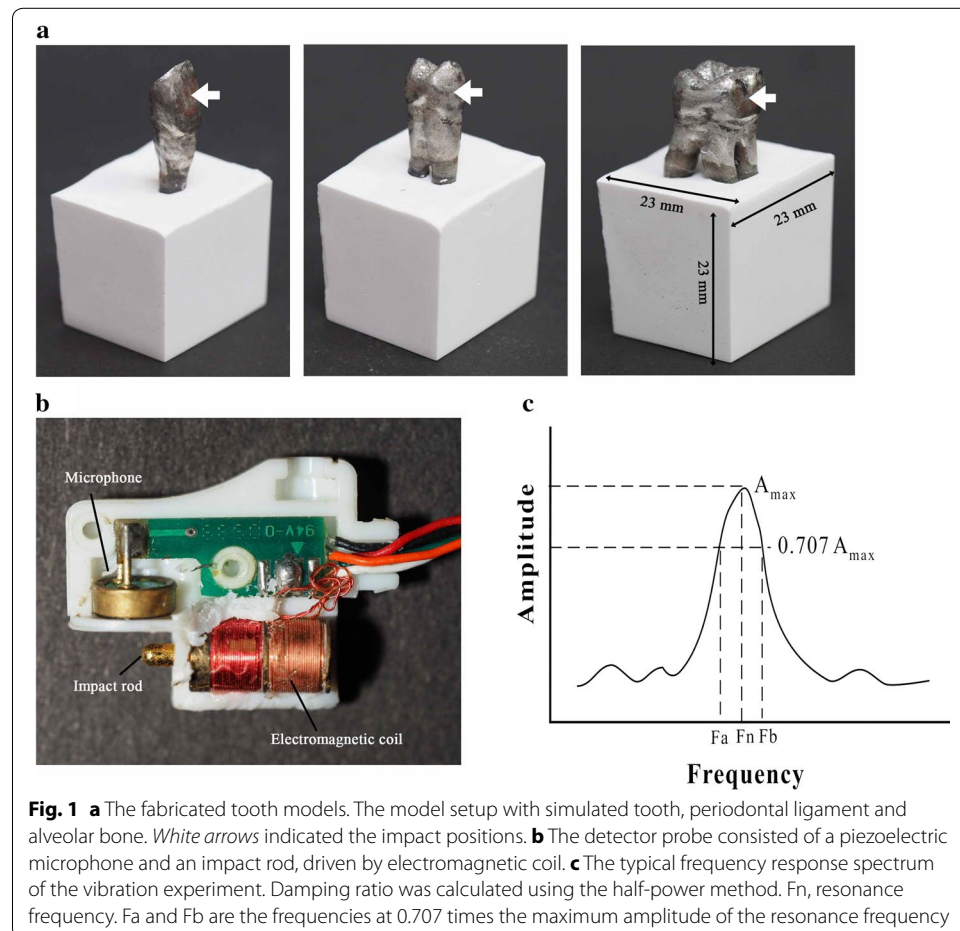 a
23 mm
23 mm
23 mm
b
Microphone
94V-0
Impact rod
Electromagnetic coil
c
Amplitude
Amax
0.707 Amax
Fa Fn Fb
Frequency
Fig. 1 a The fabricated tooth models. The model setup with simulated tooth, periodontal ligament and
alveolar bone. White arrows indicated the impact positions. b The detector probe consisted of a piezoelectric
microphone and an impact rod, driven by electromagnetic coil. c The typical frequency response spectrum
of the vibration experiment. Damping ratio was calculated using the half-power method. Fn, resonance
frequency. Fa and Fb are the frequencies at 0.707 times the maximum amplitude of the resonance frequency